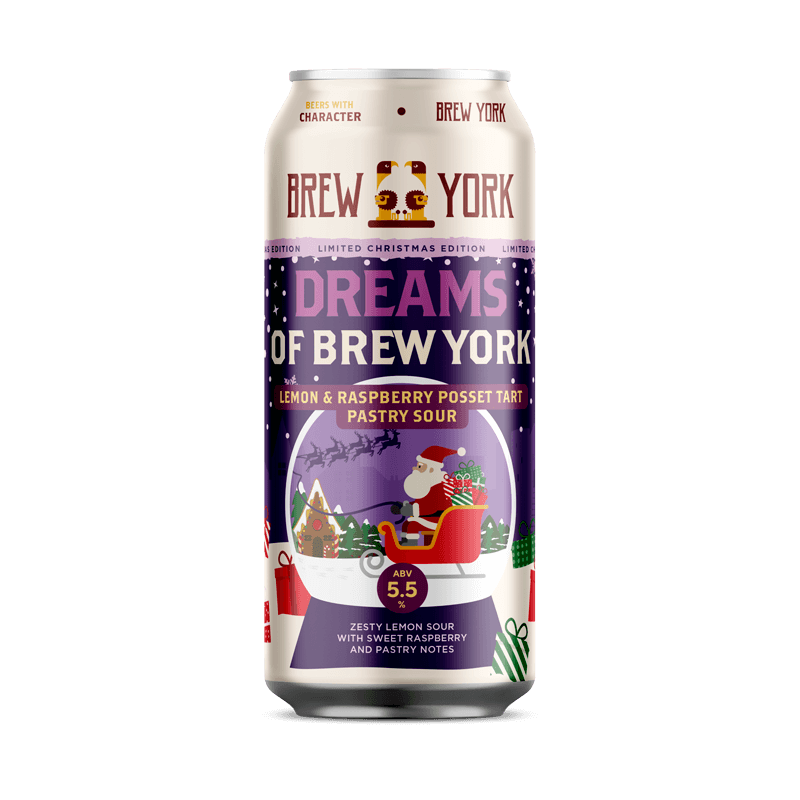 BEERS WITH
CHARACTER
BREW YORK
BREW YORK
LIMITED CHRISTMAS EDITION
DREAMS
OF BREW YORK
LEMON & RASPBERRY POSSET TART
PASTRY SOUR
ABV
5.5
%
ZESTY LEMON SOUR
WITH SWEET RASPBERRY
AND PASTRY NOTES